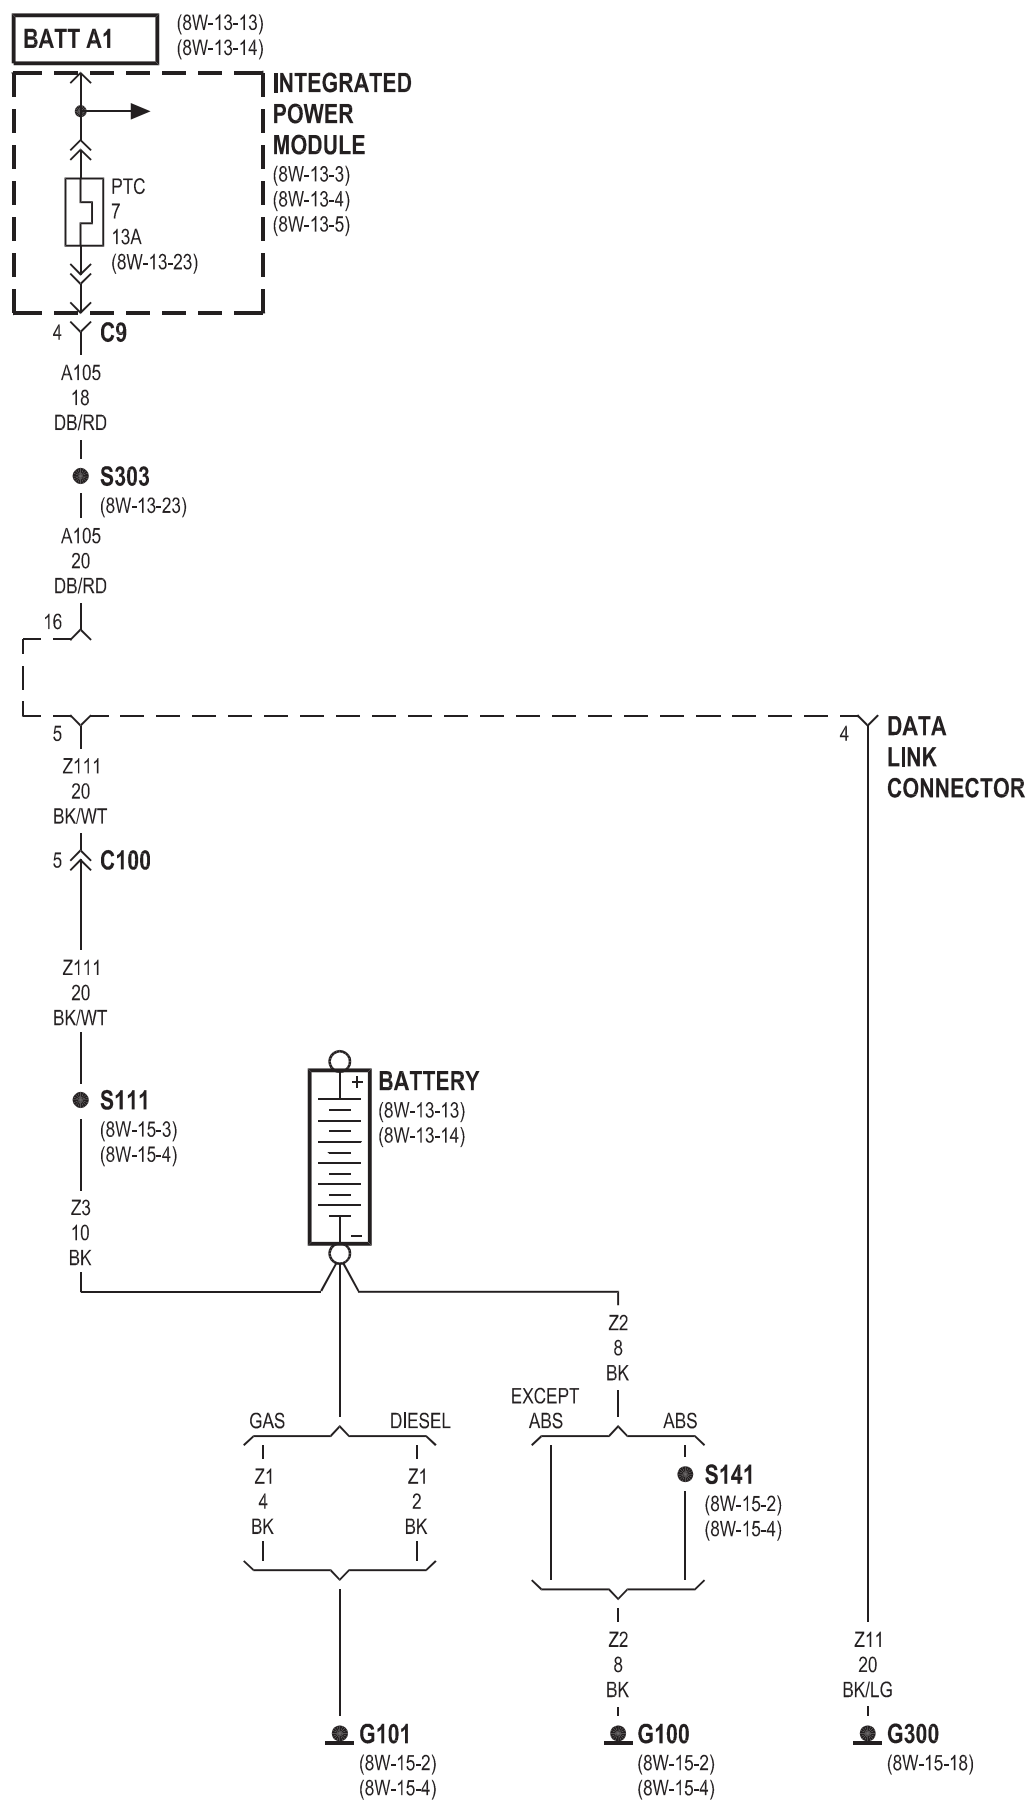 BATT A1
(8W-13-13)
(8W-13-14)
INTEGRATED
POWER
MODULE
(8W-13-3)
(8W-13-4)
(8W-13-5)
PTC
7
13A
(8W-13-23)
4 C9
A105
18
DB/RD
S303
(8W-13-23)
A105
20
DB/RD
16
5
4
DATA
LINK
CONNECTOR
Z111
20
BK/WT
5 C100
Z111
20
BK/WT
S111
(8W-15-3)
(8W-15-4)
Z3
10
BK
+
BATTERY
(8W-13-13)
(8W-13-14)
−
Z2
8
BK
GAS
DIESEL
Z1
4
BK
Z1
2
BK
EXCEPT
ABS
ABS
S141
(8W-15-2)
(8W-15-4)
Z2
8
BK
Z11
20
BK/LG
G101
(8W-15-2)
(8W-15-4)
G100
(8W-15-2)
(8W-15-4)
G300
(8W-15-18)